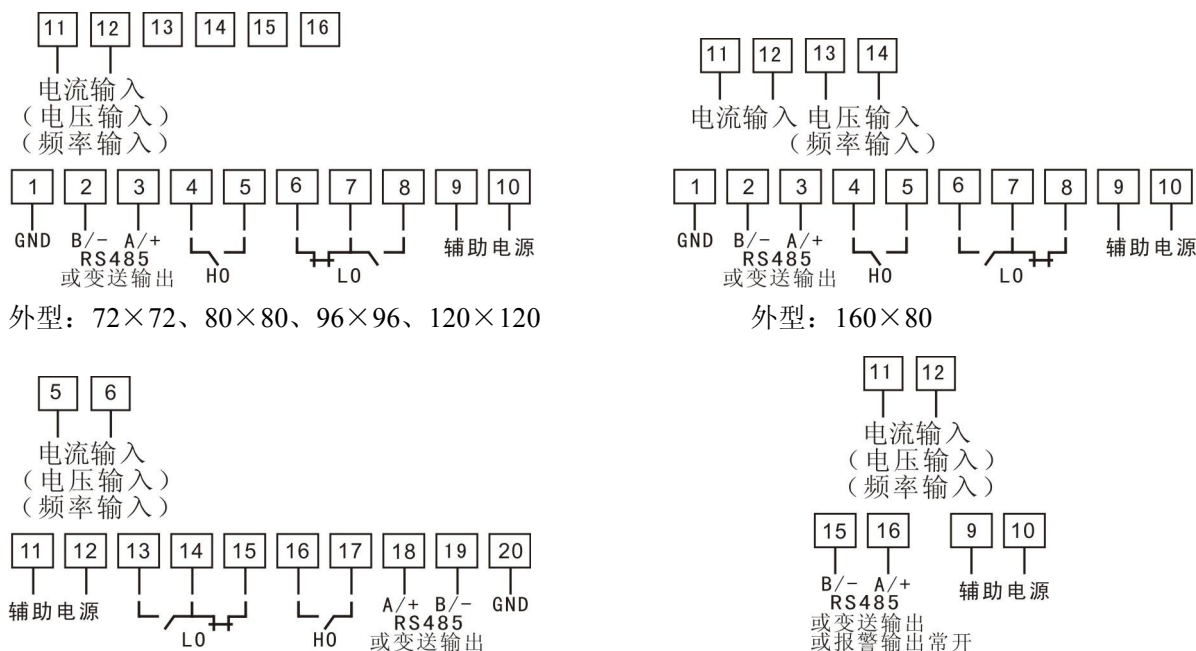 11 12 13 14 15 16
电流输入
（电压输入）
（频率输入）
1 2 3 4 5 6 7 8 9 10
GND B/- A/+ 辅助电源
RS485
或变送输出 HO LO
外型：72×72、80×80、96×96、120×120
11 12 13 14
电流输入 电压输入
（频率输入）
1 2 3 4 5 6 7 8 9 10
GND B/- A/+ 辅助电源
RS485
或变送输出 HO LO
外型：160×80
5 6
电流输入
（电压输入）
（频率输入）
11 12 13 14 15 16 17 18 19 20
辅助电源 A/+ B/- GND
RS485
LO HO 或变送输出
11 12
电流输入
（电压输入）
（频率输入）
15 16 9 10
B/- A/+ 辅助电源
RS485
或变送输出
或报警输出常开